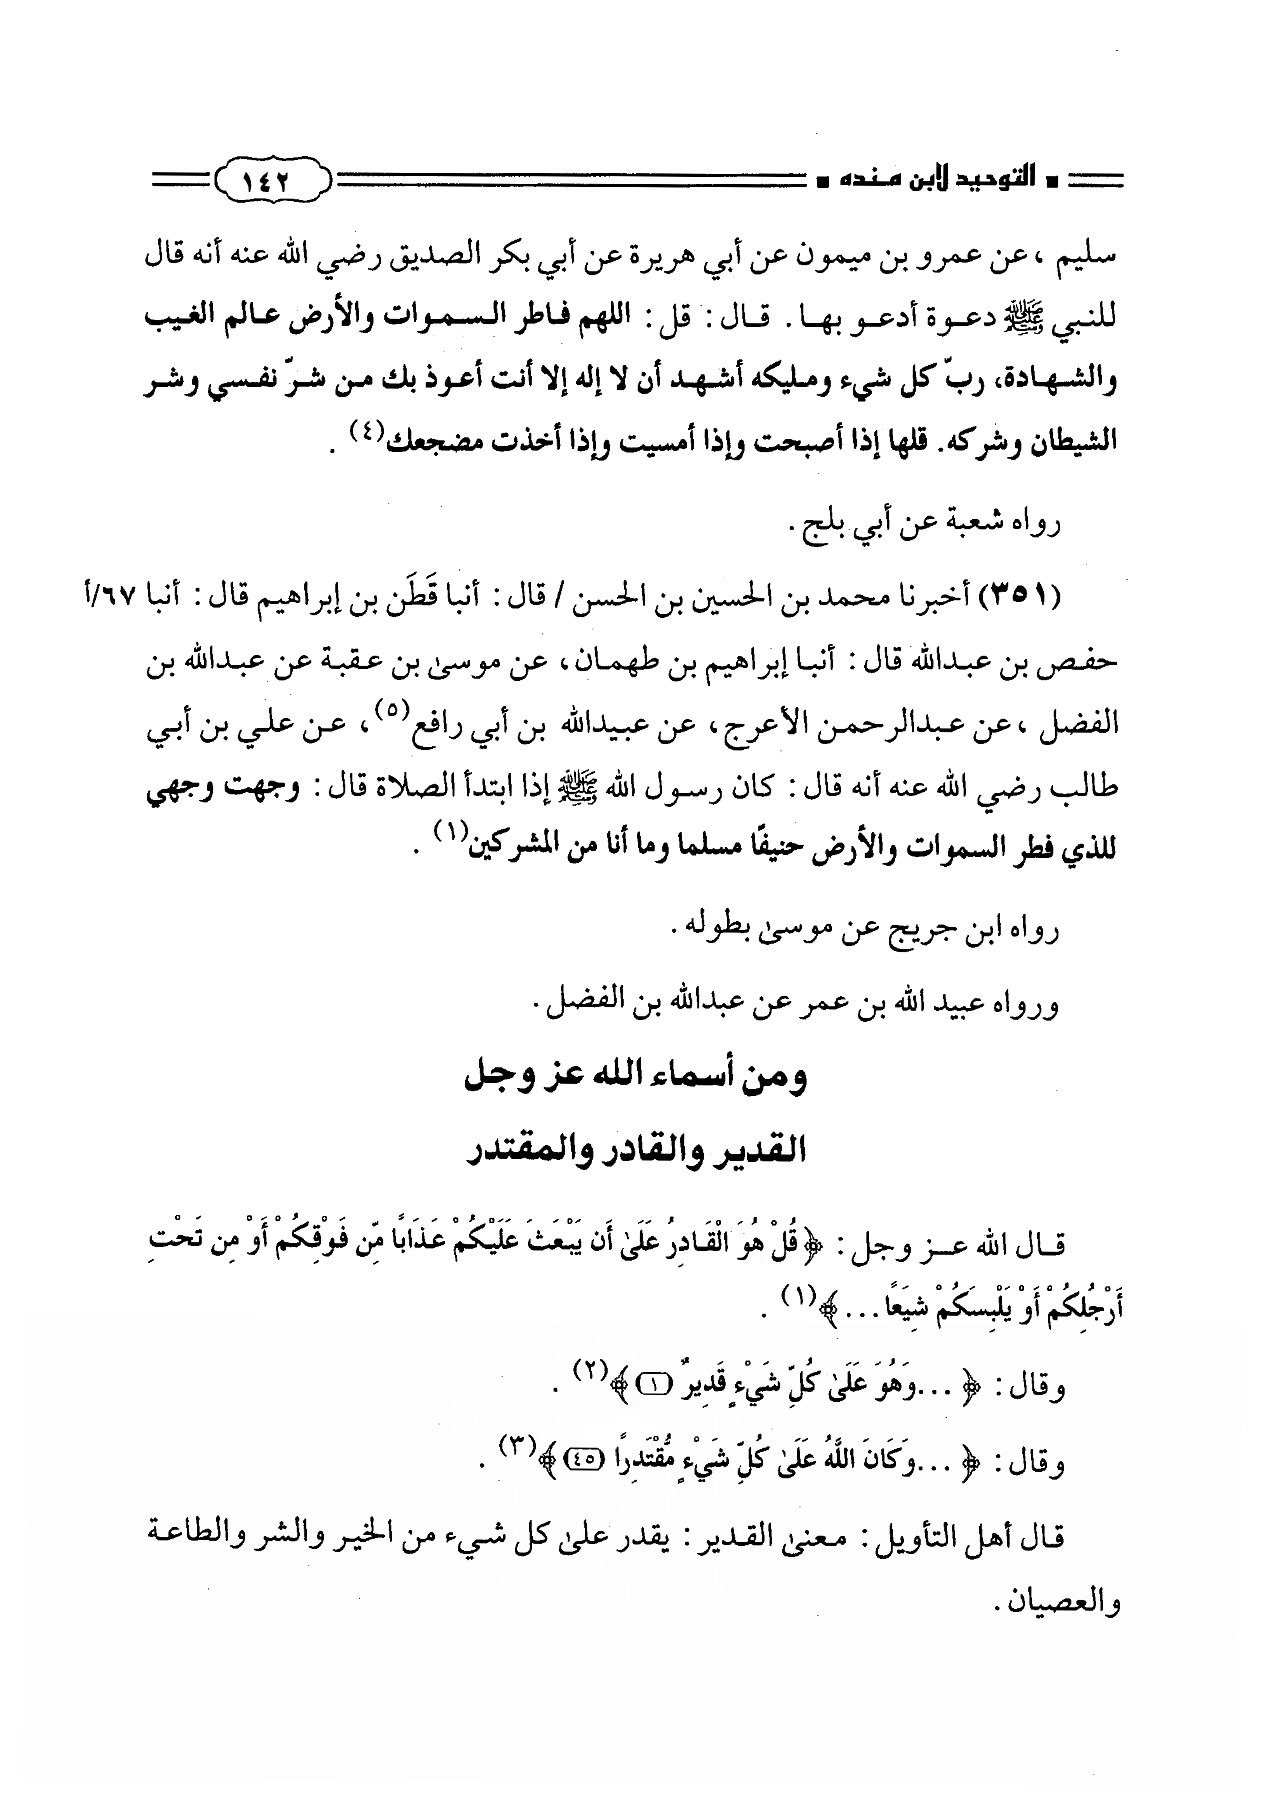 ■ التوحيد لابن منده ■ ١٤٢
سليم ، عن عمرو بن ميمون عن أبي هريرة عن أبي بكر الصديق رضي الله عنه أنه قال
للنبي ﷺ دعوة أدعو بها. قال: قل: اللهم فاطر السموات والأرض عالم الغيب
والشهادة، ربّ كل شيء ومليكه أشهد أن لا إله إلا أنت أعوذ بك من شرّ نفسي وشر
الشيطان وشركه. قلها إذا أصبحت وإذا أمسيت وإذا أخذت مضجعك(٤) .
رواه شعبة عن أبي بلج.
(٣٥١) أخبرنا محمد بن الحسين بن الحسن / قال: أنبا قَطَن بن إبراهيم قال: أنبا ٦٧/أ
حفص بن عبدالله قال: أنبا إبراهيم بن طهمان، عن موسىٰ بن عقبة عن عبدالله بن
الفضل ، عن عبدالرحمن الأعرج، عن عبيدالله بن أبي رافع(٥)، عن علي بن أبي
طالب رضي الله عنه أنه قال: كان رسول الله ﷺ إذا ابتدأ الصلاة قال: وجهت وجهي
للذي فطر السموات والأرض حنيفًا مسلما وما أنا من المشركين(١) .
رواه ابن جريج عن موسىٰ بطوله.
ورواه عبيد الله بن عمر عن عبدالله بن الفضل.
ومن أسماء الله عز وجل
القدير والقادر والمقتدر
قال الله عز وجل: ﴿قُلْ هُوَ الْقَادِرُ عَلَىٰ أَن يَبْعَثَ عَلَيْكُمْ عَذَابًا مِّن فَوْقِكُمْ أَوْ مِن تَحْتِ
أَرْجُلِكُمْ أَوْ يَلْبِسَكُمْ شِيَعًا...﴾(١) .
وقال: ﴿ ...وَهُوَ عَلَىٰ كُلِّ شَيْءٍ قَدِيرٌ (١)﴾(٢) .
وقال: ﴿ ...وَكَانَ اللَّهُ عَلَىٰ كُلِّ شَيْءٍ مُّقْتَدِرًا (٤٥)﴾(٣) .
قال أهل التأويل: معنىٰ القدير: يقدر علىٰ كل شيء من الخير والشر والطاعة
والعصيان.